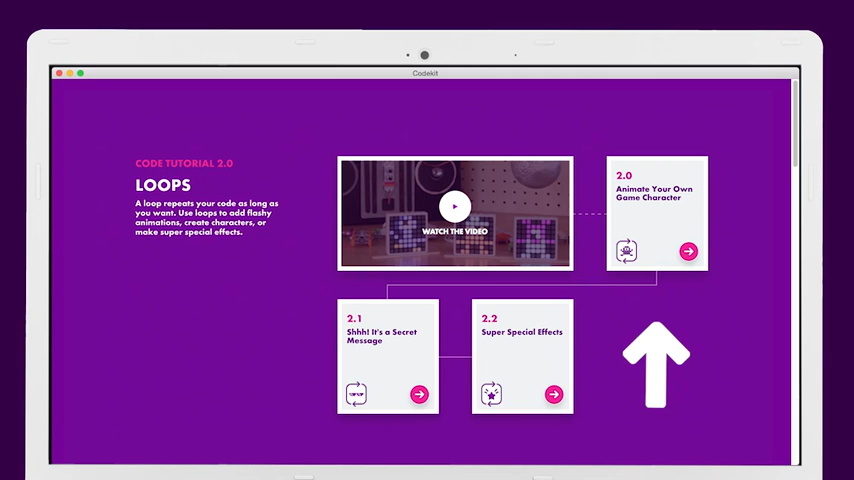 Codekit
CODE TUTORIAL 2.0
LOOPS
A loop repeats your code as long as
you want. Use loops to add flashy
animations, create characters, or
make super special effects.
WATCH THE VIDEO
2.0
Animate Your Own
Game Character
2.1
Shhh! It's a Secret
Message
2.2
Super Special Effects